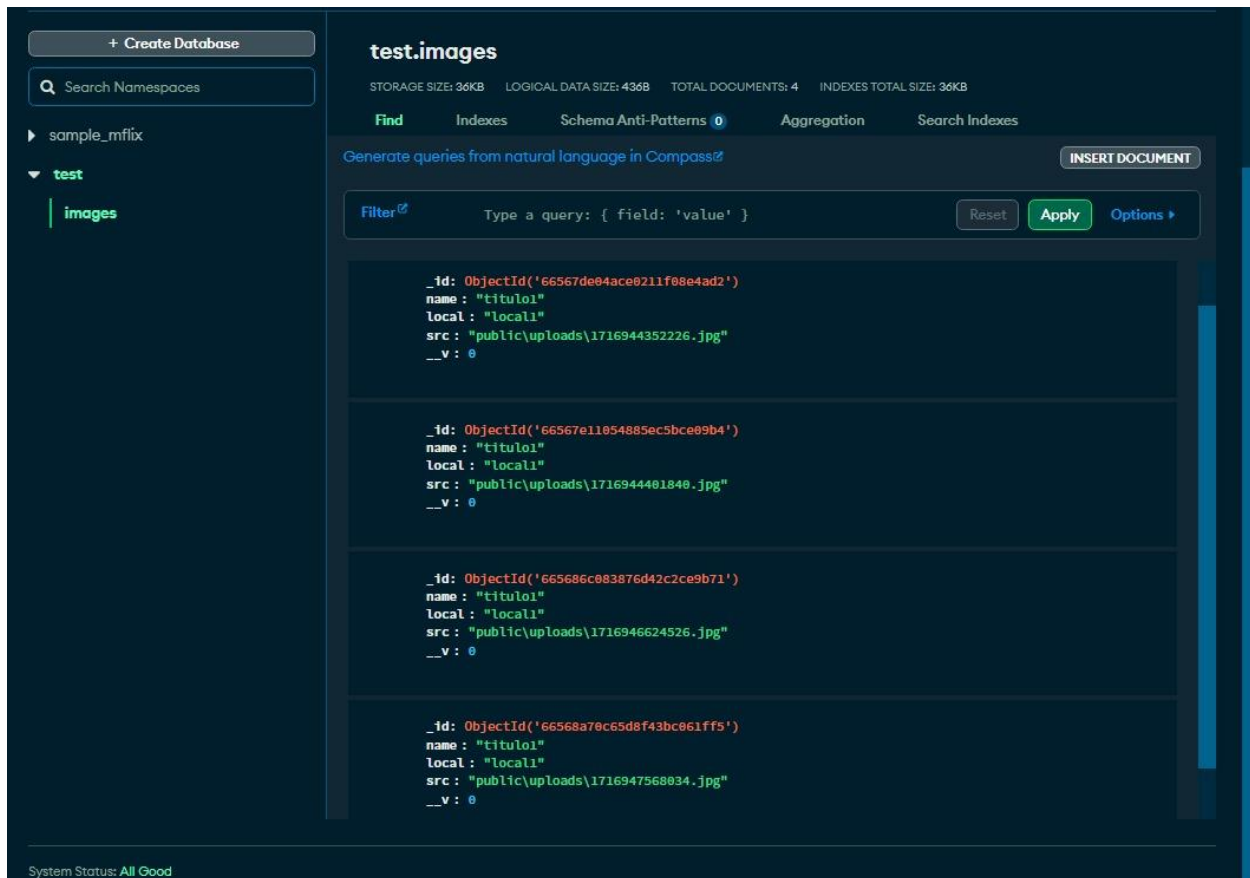 + Create Database
Search Namespaces
sample_mflix
test
images
test.images
STORAGE SIZE: 36KB LOGICAL DATA SIZE: 436B TOTAL DOCUMENTS: 4 INDEXES TOTAL SIZE: 36KB
Find Indexes Schema Anti-Patterns 0 Aggregation Search Indexes
Generate queries from natural language in Compass
INSERT DOCUMENT
Filter Type a query: { field: 'value' } Reset Apply Options
_id: ObjectId('66567de04ace0211f08e4ad2')
name : "titulo1"
local : "local1"
src : "public\uploads\1716944352226.jpg"
__v : 0
_id: ObjectId('66567e11054885ec5bce09b4')
name : "titulo1"
local : "local1"
src : "public\uploads\1716944401840.jpg"
__v : 0
_id: ObjectId('665686c083876d42c2ce9b71')
name : "titulo1"
local : "local1"
src : "public\uploads\1716946624526.jpg"
__v : 0
_id: ObjectId('66568a70c65d8f43bc061ff5')
name : "titulo1"
local : "local1"
src : "public\uploads\1716947568034.jpg"
__v : 0
System Status: All Good